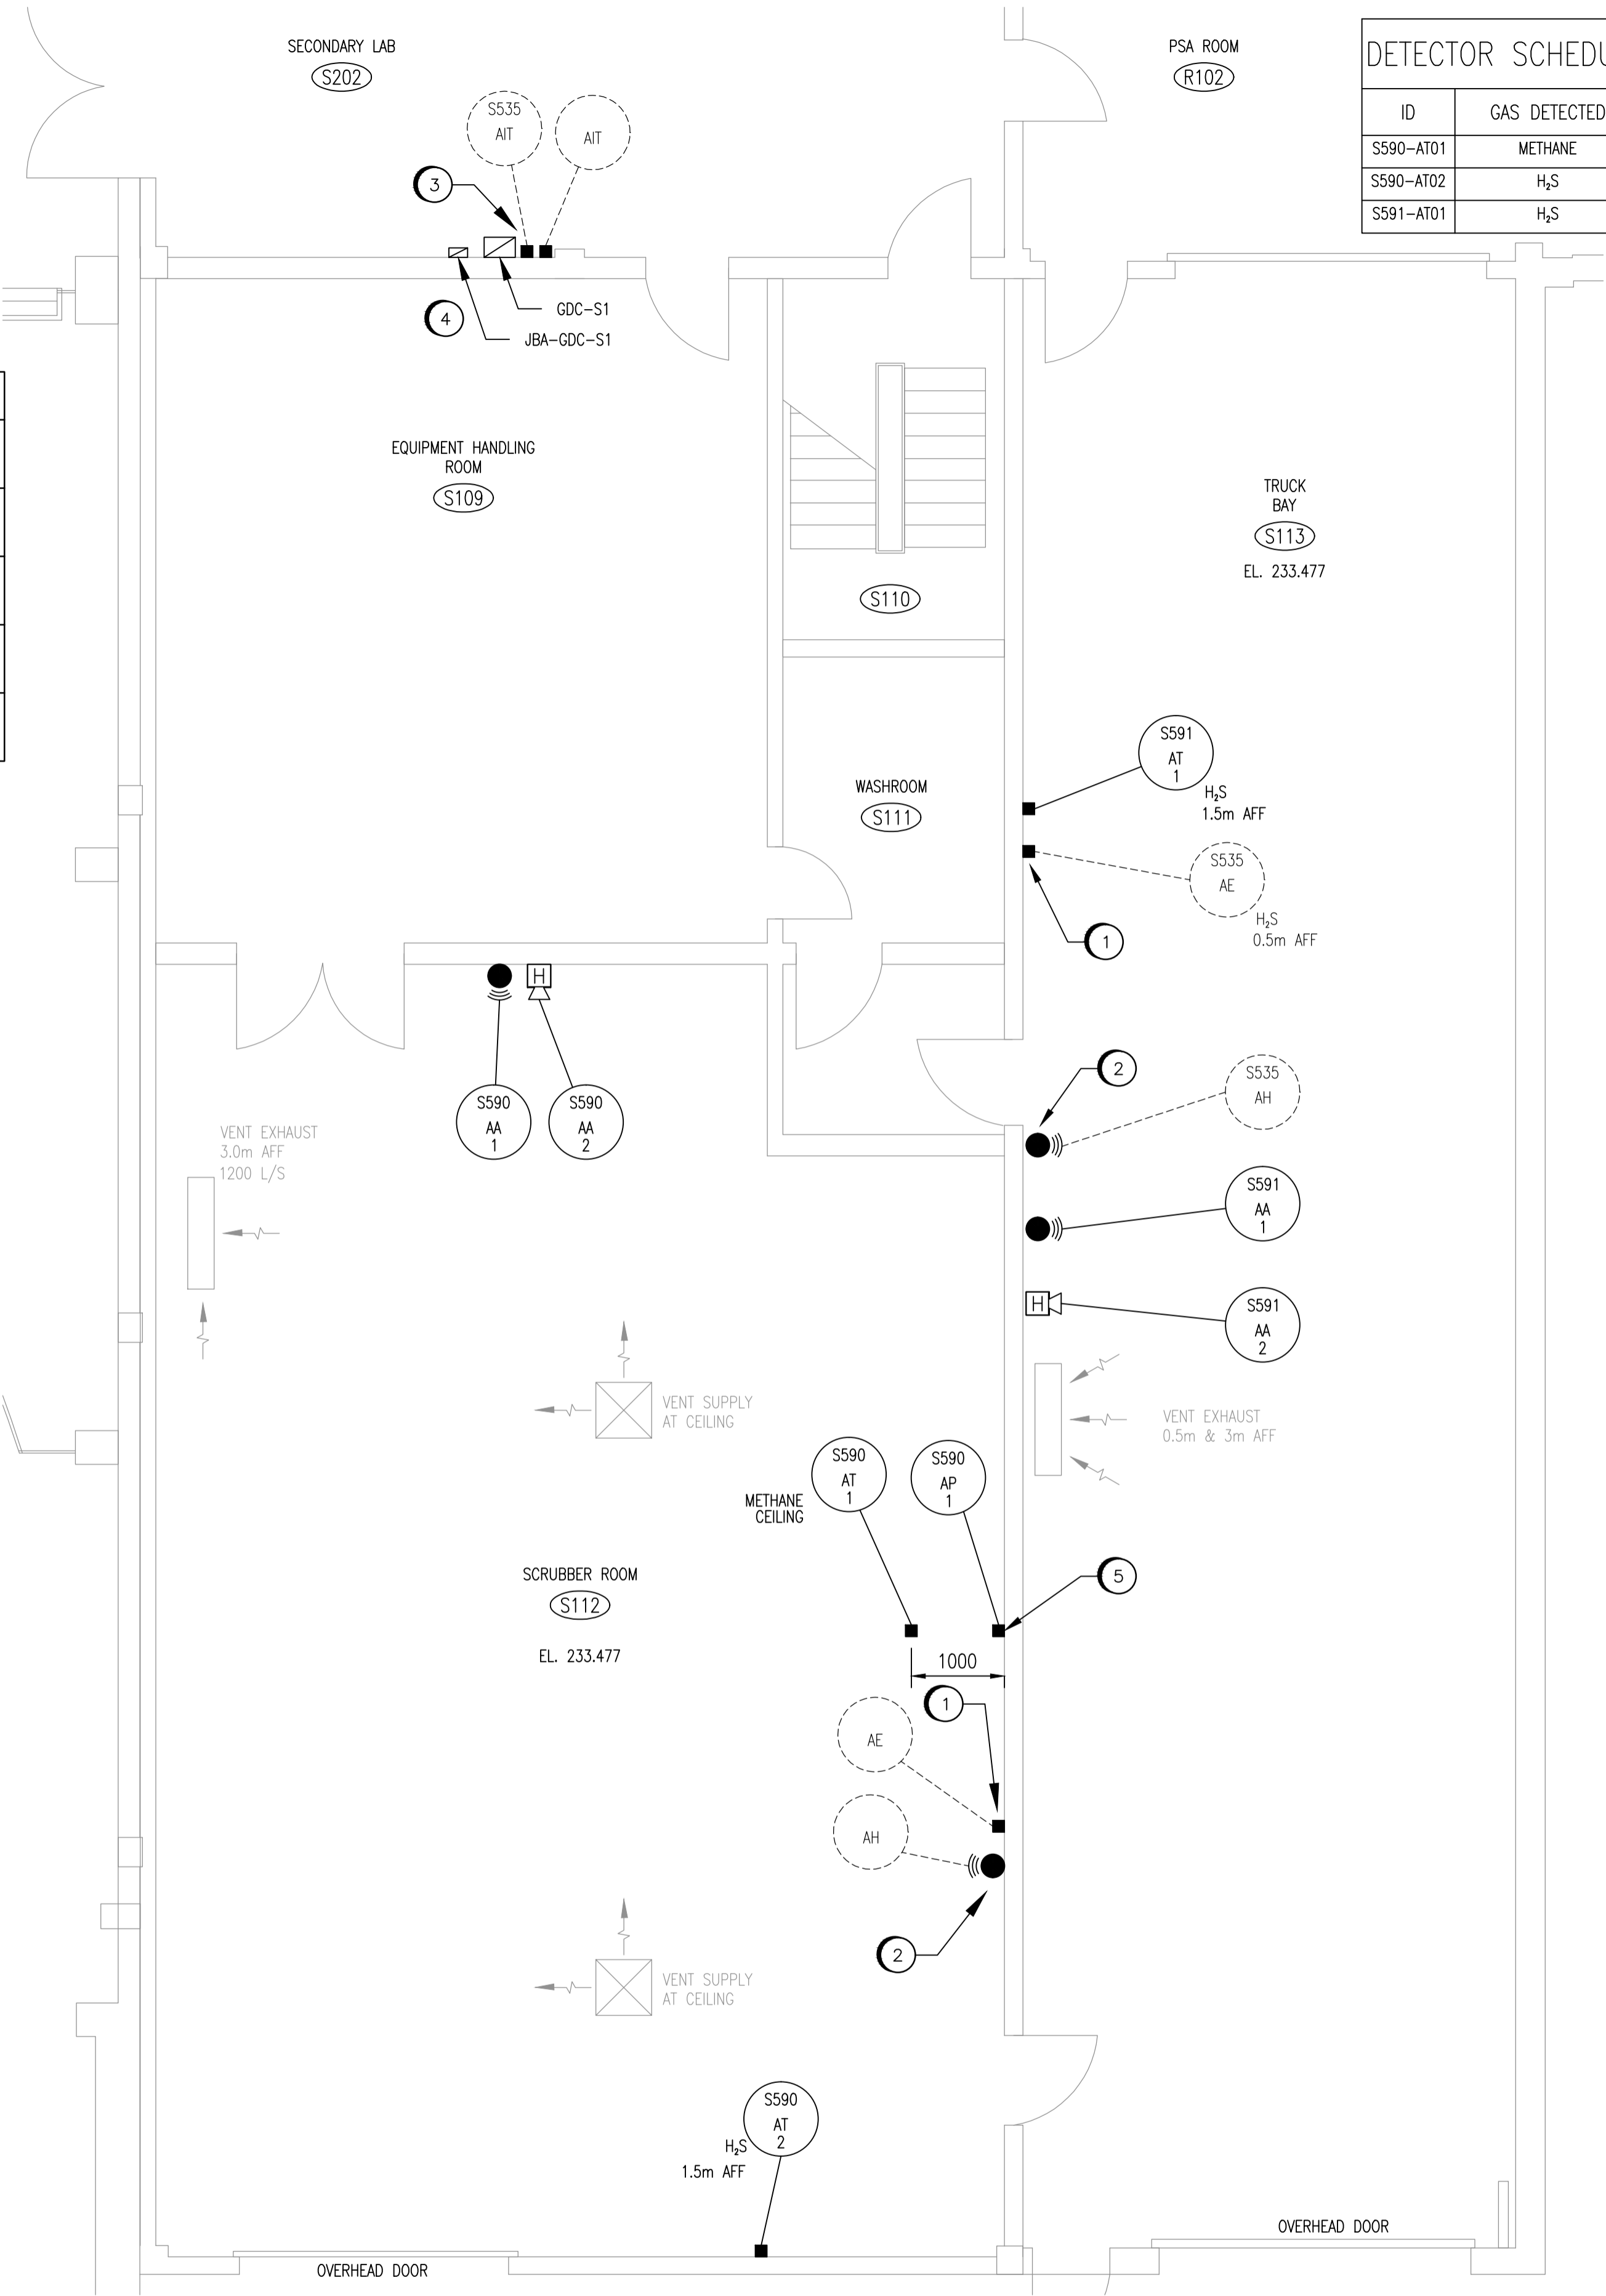 SECONDARY LAB
S202
PSA ROOM
R102
DETECTOR SCHEDU
ID GAS DETECTED
S590-AT01 METHANE
S590-AT02 H₂S
S591-AT01 H₂S
S535
AIT
AIT
3
4
GDC-S1
JBA-GDC-S1
EQUIPMENT HANDLING
ROOM
S109
TRUCK
BAY
S113
EL. 233.477
S110
S591
AT
1
H₂S
1.5m AFF
WASHROOM
S111
S535
AE
H₂S
0.5m AFF
1
H
S590
AA
1
S590
AA
2
2
S535
AH
VENT EXHAUST
3.0m AFF
1200 L/S
S591
AA
1
H
S591
AA
2
VENT SUPPLY
AT CEILING
VENT EXHAUST
0.5m & 3m AFF
S590
AT
1
S590
AP
1
METHANE
CEILING
5
SCRUBBER ROOM
S112
EL. 233.477
1000
1
AE
AH
2
VENT SUPPLY
AT CEILING
S590
AT
2
H₂S
1.5m AFF
OVERHEAD DOOR
OVERHEAD DOOR